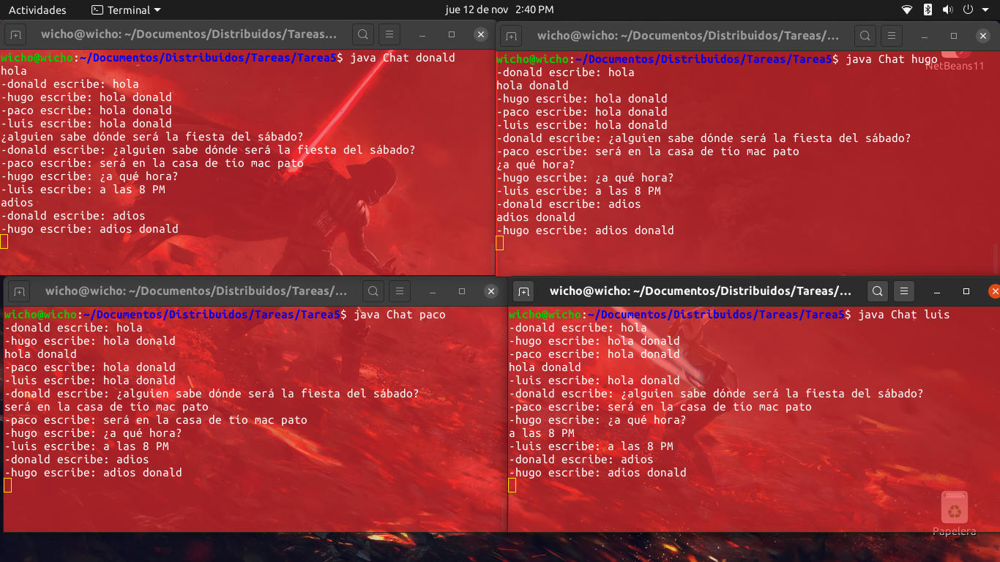 Actividades
Terminal
jue 12 de nov 2:40 PM
wicho@wicho: ~/Documentos/Distribuidos/Tareas...
wicho@wicho:~/Documentos/Distribuidos/Tareas/Tarea5$ java Chat donald
hola
-donald escribe: hola
-hugo escribe: hola donald
-paco escribe: hola donald
-luis escribe: hola donald
¿alguien sabe dónde será la fiesta del sábado?
-donald escribe: ¿alguien sabe dónde será la fiesta del sábado?
-paco escribe: será en la casa de tío mac pato
-hugo escribe: ¿a qué hora?
-luis escribe: a las 8 PM
adios
-donald escribe: adios
-hugo escribe: adios donald
wicho@wicho: ~/Documentos/Distribuidos/Tareas/...
wicho@wicho:~/Documentos/Distribuidos/Tareas/Tarea5$ java Chat hugo
NetBeans11
-donald escribe: hola
hola donald
-hugo escribe: hola donald
-paco escribe: hola donald
-luis escribe: hola donald
-donald escribe: ¿alguien sabe dónde será la fiesta del sábado?
-paco escribe: será en la casa de tío mac pato
¿a qué hora?
-hugo escribe: ¿a qué hora?
-luis escribe: a las 8 PM
-donald escribe: adios
adios donald
-hugo escribe: adios donald
wicho@wicho: ~/Documentos/Distribuidos/Tareas/...
wicho@wicho:~/Documentos/Distribuidos/Tareas/Tarea5$ java Chat paco
-donald escribe: hola
-hugo escribe: hola donald
hola donald
-paco escribe: hola donald
-luis escribe: hola donald
-donald escribe: ¿alguien sabe dónde será la fiesta del sábado?
será en la casa de tío mac pato
-paco escribe: será en la casa de tío mac pato
-hugo escribe: ¿a qué hora?
-luis escribe: a las 8 PM
-donald escribe: adios
-hugo escribe: adios donald
wicho@wicho: ~/Documentos/Distribuidos/Tareas/...
wicho@wicho:~/Documentos/Distribuidos/Tareas/Tarea5$ java Chat luis
-donald escribe: hola
-hugo escribe: hola donald
-paco escribe: hola donald
hola donald
-luis escribe: hola donald
-donald escribe: ¿alguien sabe dónde será la fiesta del sábado?
-paco escribe: será en la casa de tío mac pato
-hugo escribe: ¿a qué hora?
a las 8 PM
-luis escribe: a las 8 PM
-donald escribe: adios
-hugo escribe: adios donald
Papelera